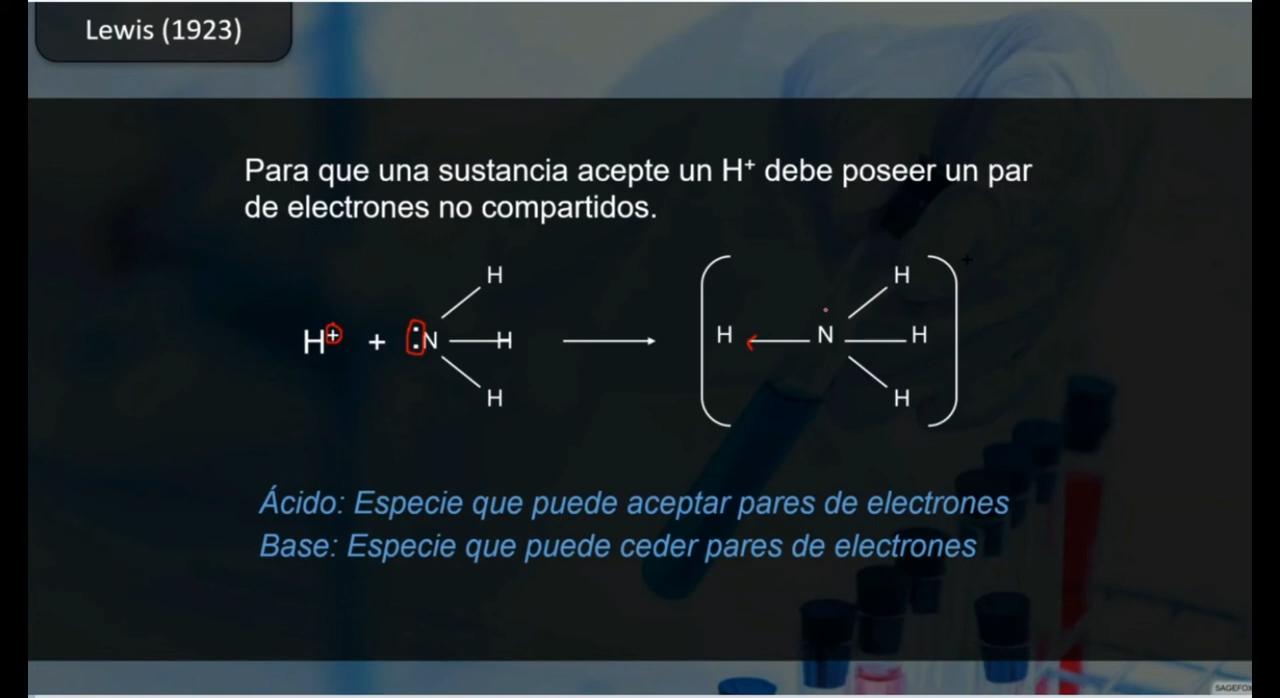 Lewis (1923)
Para que una sustancia acepte un H⁺ debe poseer un par
de electrones no compartidos.
H H
H⁺ + :N H H N H
H H
+
Ácido: Especie que puede aceptar pares de electrones
Base: Especie que puede ceder pares de electrones
SAGEFOX